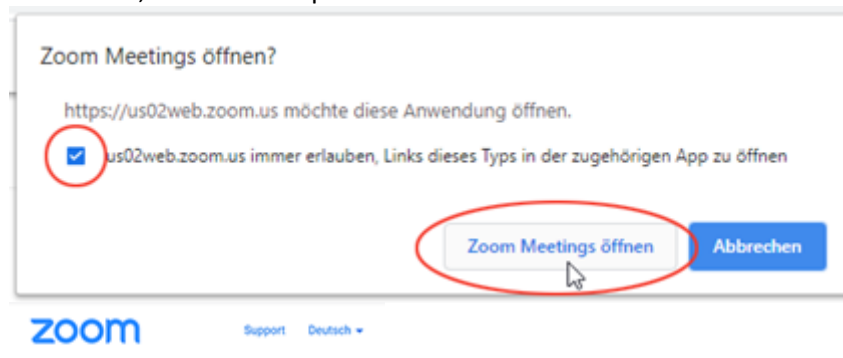 Zoom Meetings öffnen?
https://us02web.zoom.us möchte diese Anwendung öffnen.
us02web.zoom.us immer erlauben, Links dieses Typs in der zugehörigen App zu öffnen
Zoom Meetings öffnen Abbrechen
zoom Support Deutsch